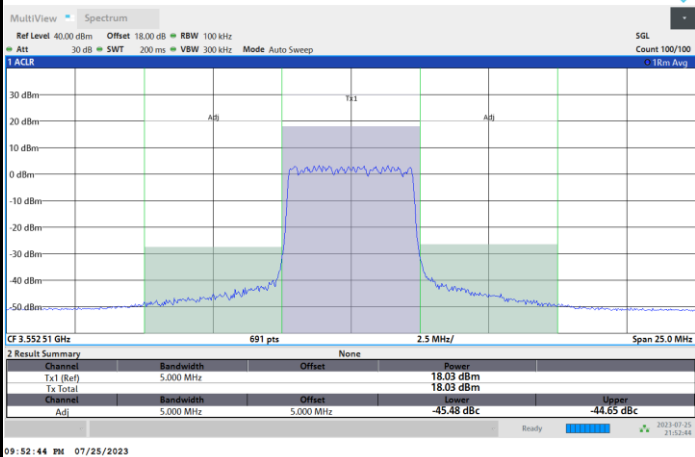 MultiView Spectrum
Ref Level 40.00 dBm Offset 18.00 dB RBW 100 kHz SGL
Att 30 dB SWT 200 ms VBW 300 kHz Mode Auto Sweep Count 100/100
1 ACLR 1Rm Avg
30 dBm
Tx1
20 dBm
Adj Adj
10 dBm
0 dBm
-10 dBm
-20 dBm
-30 dBm
-40 dBm
-50 dBm
CF 3.552 51 GHz 691 pts 2.5 MHz/ Span 25.0 MHz
2 Result Summary None
Channel Bandwidth Offset Power
Tx1 (Ref) 5.000 MHz 18.03 dBm
Tx Total 18.03 dBm
Channel Bandwidth Offset Lower Upper
Adj 5.000 MHz 5.000 MHz -45.48 dBc -44.65 dBc
Ready 2023-07-25
21:52:44
09:52:44 PM 07/25/2023